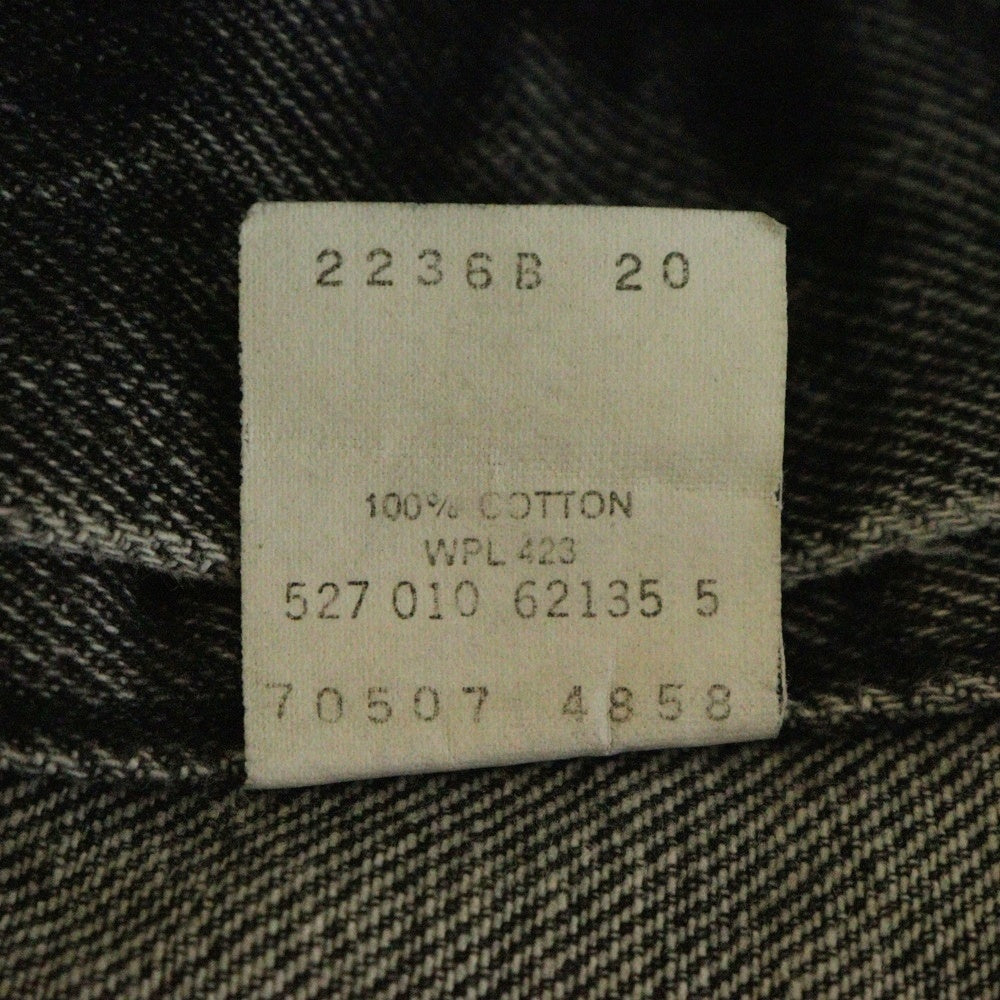 2236B 20
100% COTTON
WPL 423
527 010 62135 5
70507 4858